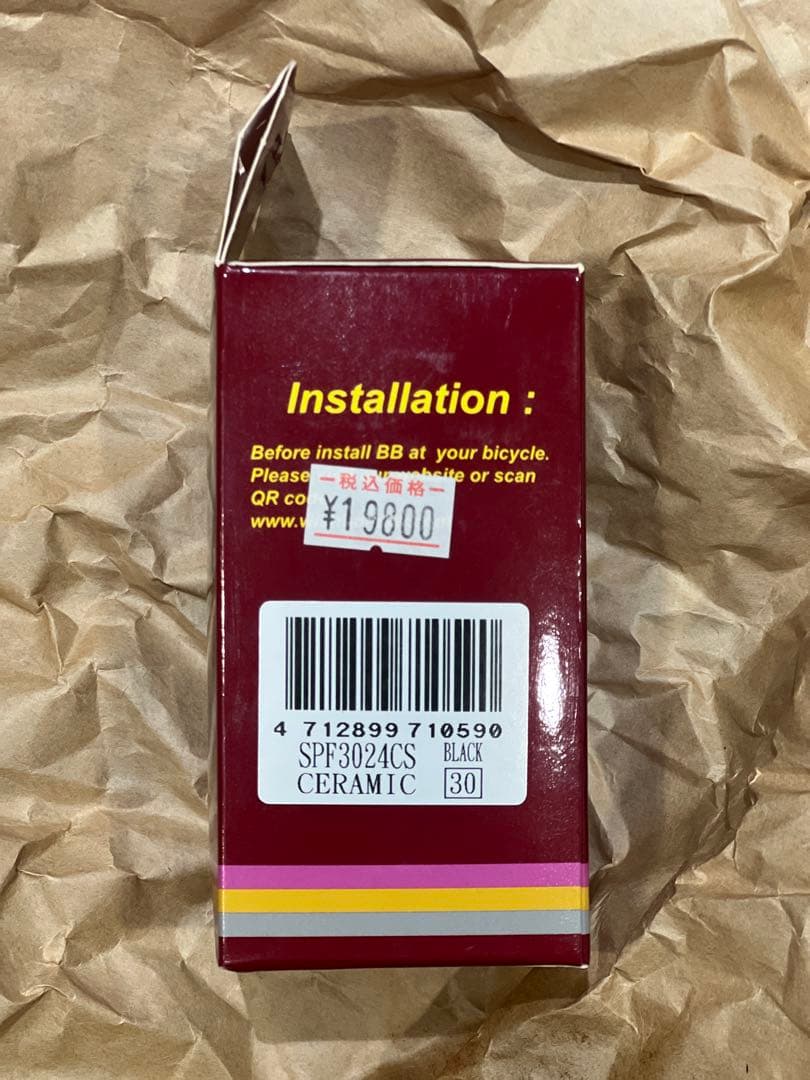 Installation :
Before install BB at your bicycle.
Please website or scan
QR
www.
税込価格
¥19800
4 712899 710590
SPF3024CS BLACK
CERAMIC 30